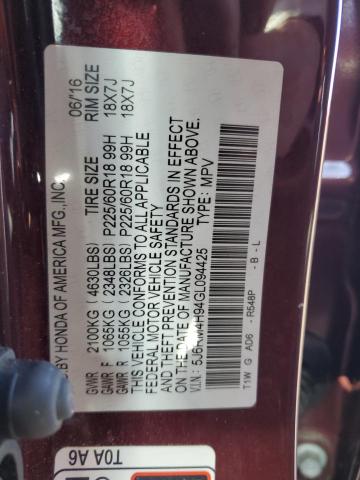 BY HONDA OF AMERICA MFG.,INC. 06/16
TIRE SIZE RIM SIZE
GVWR 2100KG ( 4630LBS)
GAWR F 1065KG ( 2348LBS) P225/60R18 99H 18X7J
GAWR R 1055KG ( 2326LBS) P225/60R18 99H 18X7J
THIS VEHICLE CONFORMS TO ALL APPLICABLE
FEDERAL MOTOR VEHICLE SAFETY
AND THEFT PREVENTION STANDARDS IN EFFECT
ON THE DATE OF MANUFACTURE SHOWN ABOVE.
V.I.N.: 5J6RM4H94GL094425 TYPE: MPV
T1W G AD6 - R548P - B - L
T0A A6